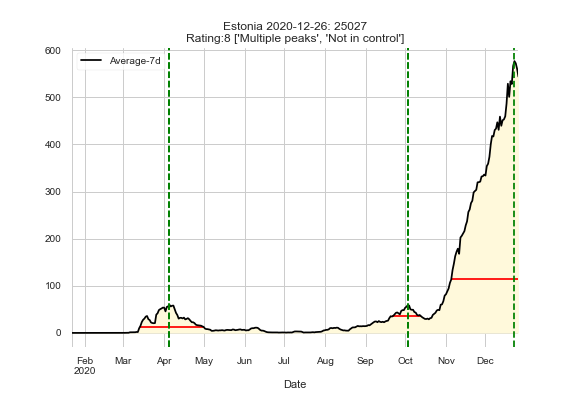 Estonia 2020-12-26: 25027
Rating:8 ['Multiple peaks', 'Not in control']
Average-7d
600
500
400
300
200
100
0
Feb Mar Apr May Jun Jul Aug Sep Oct Nov Dec
2020
Date